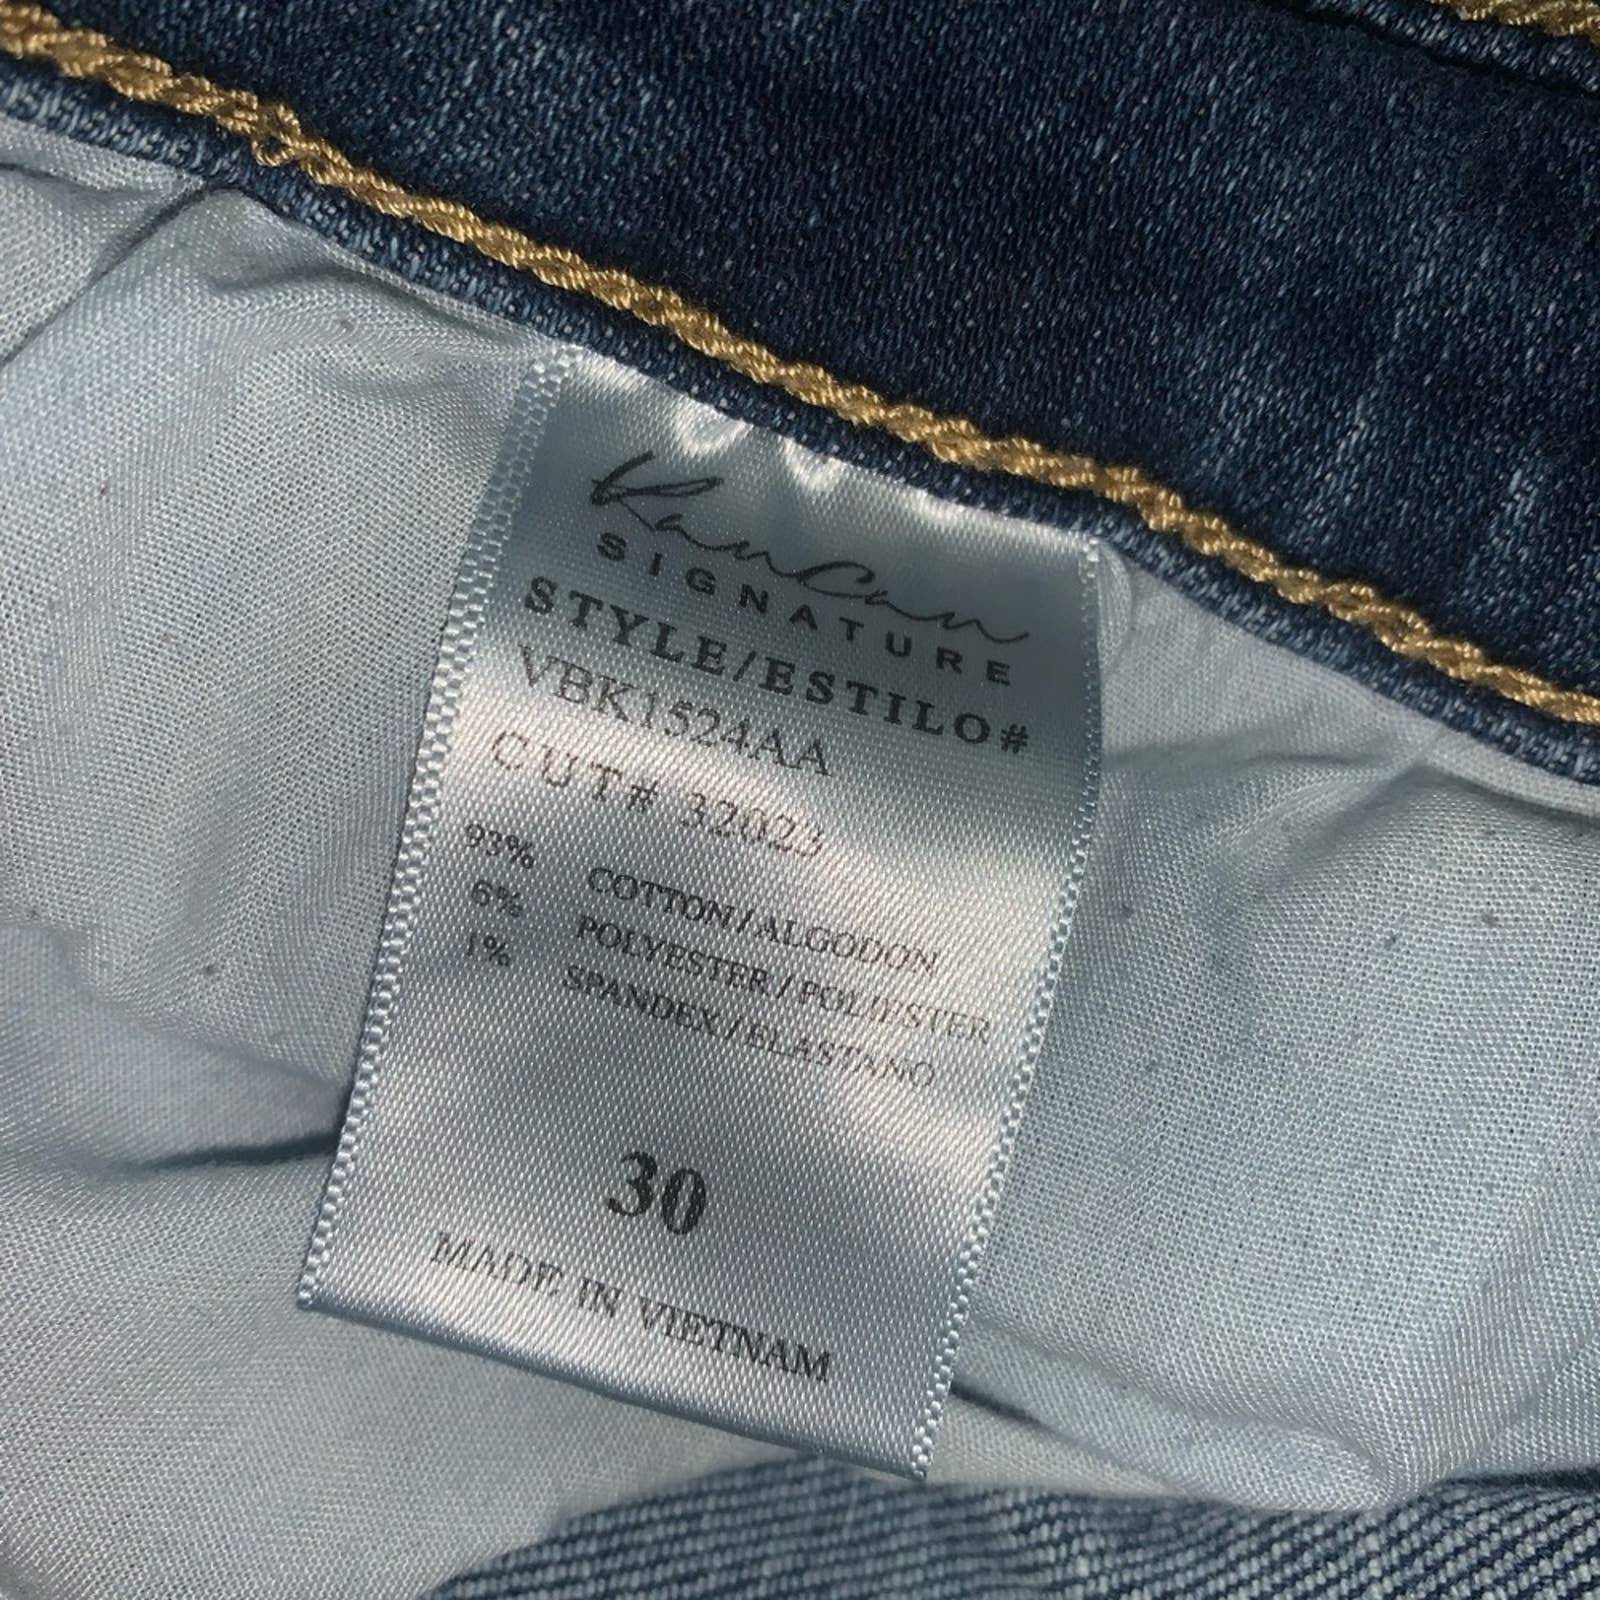 KanCan
SIGNATURE
STYLE/ESTILO#
VBK1524AA
CUT# 32023
93% COTTON/ALGODON
6% POLYESTER/POLIESTER
1% SPANDEX/ELASTANO
30
MADE IN VIETNAM